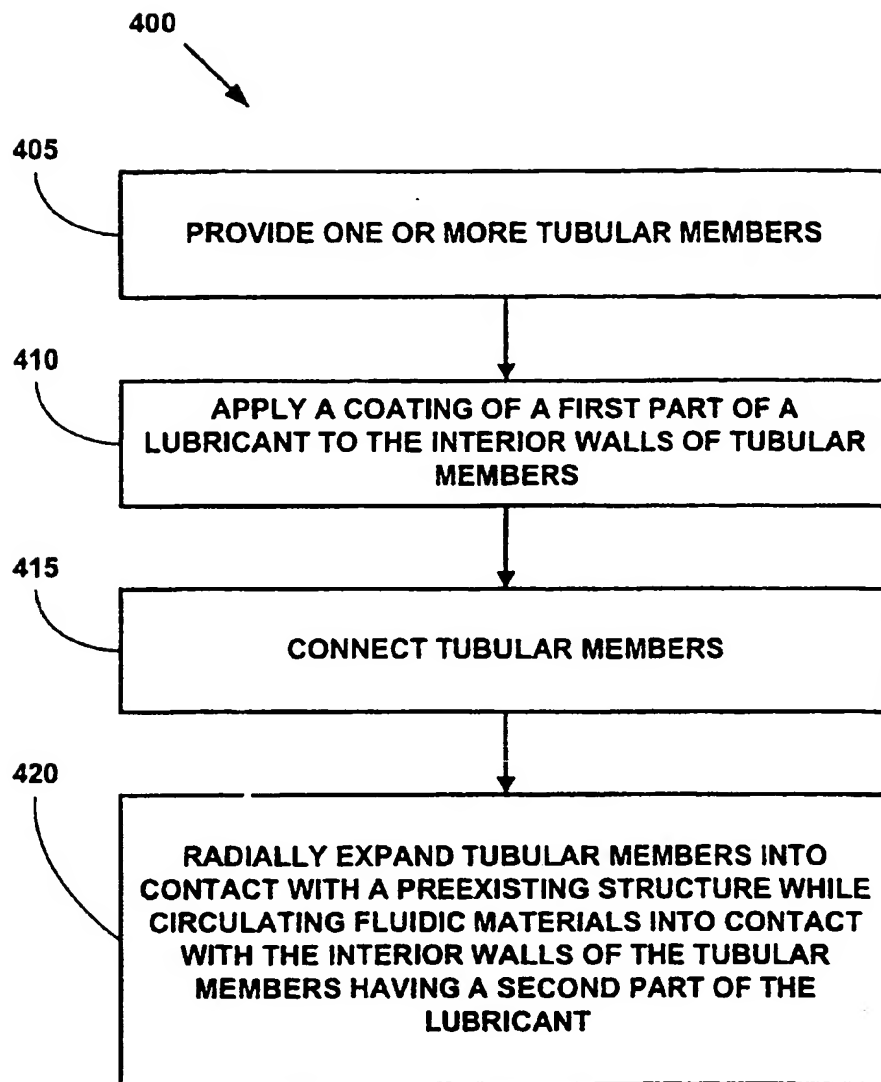 400
405
PROVIDE ONE OR MORE TUBULAR MEMBERS
410
APPLY A COATING OF A FIRST PART OF A
LUBRICANT TO THE INTERIOR WALLS OF TUBULAR
MEMBERS
415
CONNECT TUBULAR MEMBERS
420
RADIALLY EXPAND TUBULAR MEMBERS INTO
CONTACT WITH A PREEXISTING STRUCTURE WHILE
CIRCULATING FLUIDIC MATERIALS INTO CONTACT
WITH THE INTERIOR WALLS OF THE TUBULAR
MEMBERS HAVING A SECOND PART OF THE
LUBRICANT